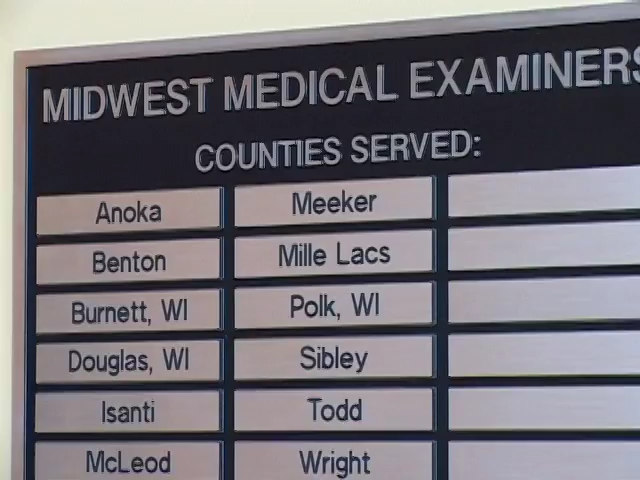 MIDWEST MEDICAL EXAMINERS
COUNTIES SERVED:
Anoka Meeker
Benton Mille Lacs
Burnett, WI Polk, WI
Douglas, WI Sibley
Isanti Todd
McLeod Wright